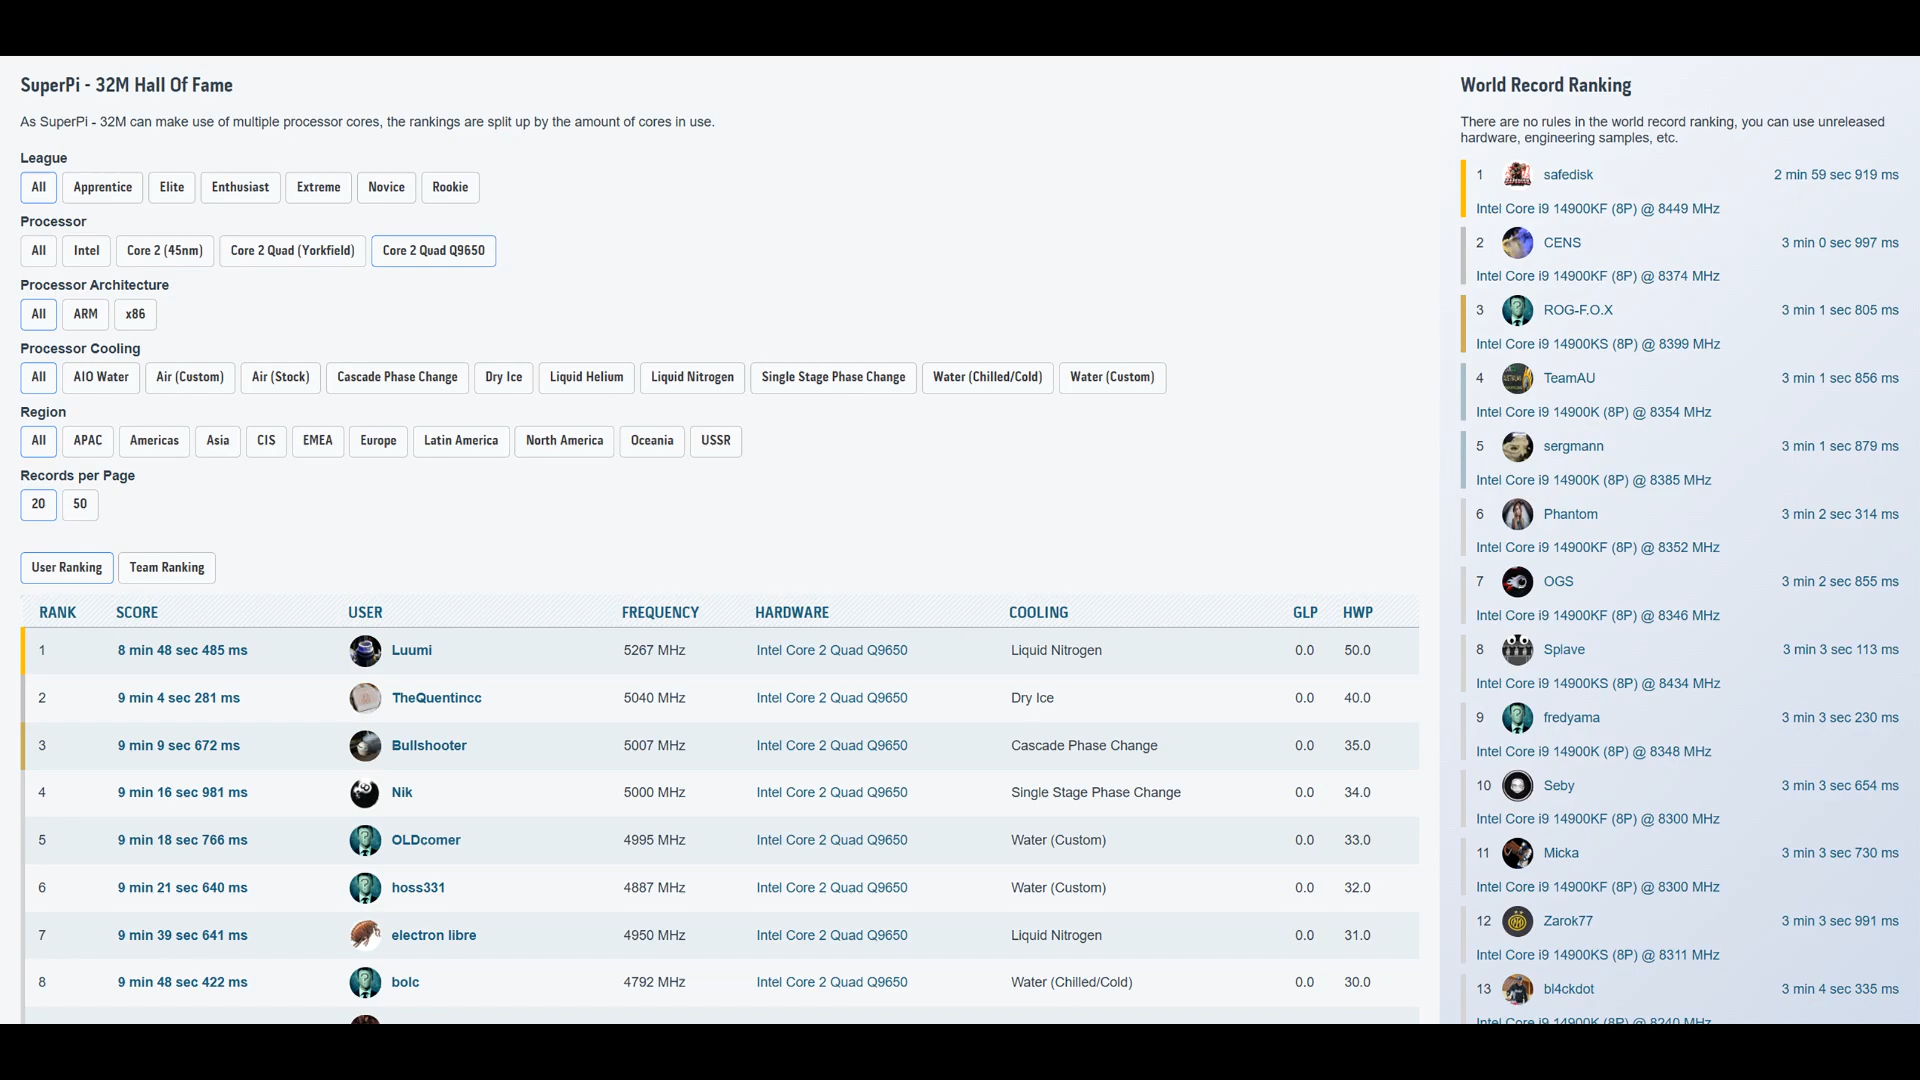 SuperPi - 32M Hall Of Fame
As SuperPi - 32M can make use of multiple processor cores, the rankings are split up by the amount of cores in use.
League
All Apprentice Elite Enthusiast Extreme Novice Rookie
Processor
All Intel Core 2 (45nm) Core 2 Quad (Yorkfield) Core 2 Quad Q9650
Processor Architecture
All ARM x86
Processor Cooling
All AIO Water Air (Custom) Air (Stock) Cascade Phase Change Dry Ice Liquid Helium Liquid Nitrogen Single Stage Phase Change Water (Chilled/Cold) Water (Custom)
Region
All APAC Americas Asia CIS EMEA Europe Latin America North America Oceania USSR
Records per Page
20 50
User Ranking Team Ranking
RANK SCORE USER FREQUENCY HARDWARE COOLING GLP HWP
1 8 min 48 sec 485 ms Luumi 5267 MHz Intel Core 2 Quad Q9650 Liquid Nitrogen 0.0 50.0
2 9 min 4 sec 281 ms TheQuentincc 5040 MHz Intel Core 2 Quad Q9650 Dry Ice 0.0 40.0
3 9 min 9 sec 672 ms Bullshooter 5007 MHz Intel Core 2 Quad Q9650 Cascade Phase Change 0.0 35.0
4 9 min 16 sec 981 ms Nik 5000 MHz Intel Core 2 Quad Q9650 Single Stage Phase Change 0.0 34.0
5 9 min 18 sec 766 ms OLDcomer 4995 MHz Intel Core 2 Quad Q9650 Water (Custom) 0.0 33.0
6 9 min 21 sec 640 ms hoss331 4887 MHz Intel Core 2 Quad Q9650 Water (Custom) 0.0 32.0
7 9 min 39 sec 641 ms electron libre 4950 MHz Intel Core 2 Quad Q9650 Liquid Nitrogen 0.0 31.0
8 9 min 48 sec 422 ms bolc 4792 MHz Intel Core 2 Quad Q9650 Water (Chilled/Cold) 0.0 30.0
World Record Ranking
There are no rules in the world record ranking, you can use unreleased
hardware, engineering samples, etc.
1 safedisk 2 min 59 sec 919 ms
Intel Core i9 14900KF (8P) @ 8449 MHz
2 CENS 3 min 0 sec 997 ms
Intel Core i9 14900KF (8P) @ 8374 MHz
3 ROG-F.O.X 3 min 1 sec 805 ms
Intel Core i9 14900KS (8P) @ 8399 MHz
4 TeamAU 3 min 1 sec 856 ms
Intel Core i9 14900K (8P) @ 8354 MHz
5 sergmann 3 min 1 sec 879 ms
Intel Core i9 14900K (8P) @ 8385 MHz
6 Phantom 3 min 2 sec 314 ms
Intel Core i9 14900KF (8P) @ 8352 MHz
7 OGS 3 min 2 sec 855 ms
Intel Core i9 14900KF (8P) @ 8346 MHz
8 Splave 3 min 3 sec 113 ms
Intel Core i9 14900KS (8P) @ 8434 MHz
9 fredyama 3 min 3 sec 230 ms
Intel Core i9 14900K (8P) @ 8348 MHz
10 Seby 3 min 3 sec 654 ms
Intel Core i9 14900KF (8P) @ 8300 MHz
11 Micka 3 min 3 sec 730 ms
Intel Core i9 14900KF (8P) @ 8300 MHz
12 Zarok77 3 min 3 sec 991 ms
Intel Core i9 14900KS (8P) @ 8311 MHz
13 bl4ckdot 3 min 4 sec 335 ms
Intel Core i9 14900K (8P) @ 8240 MHz